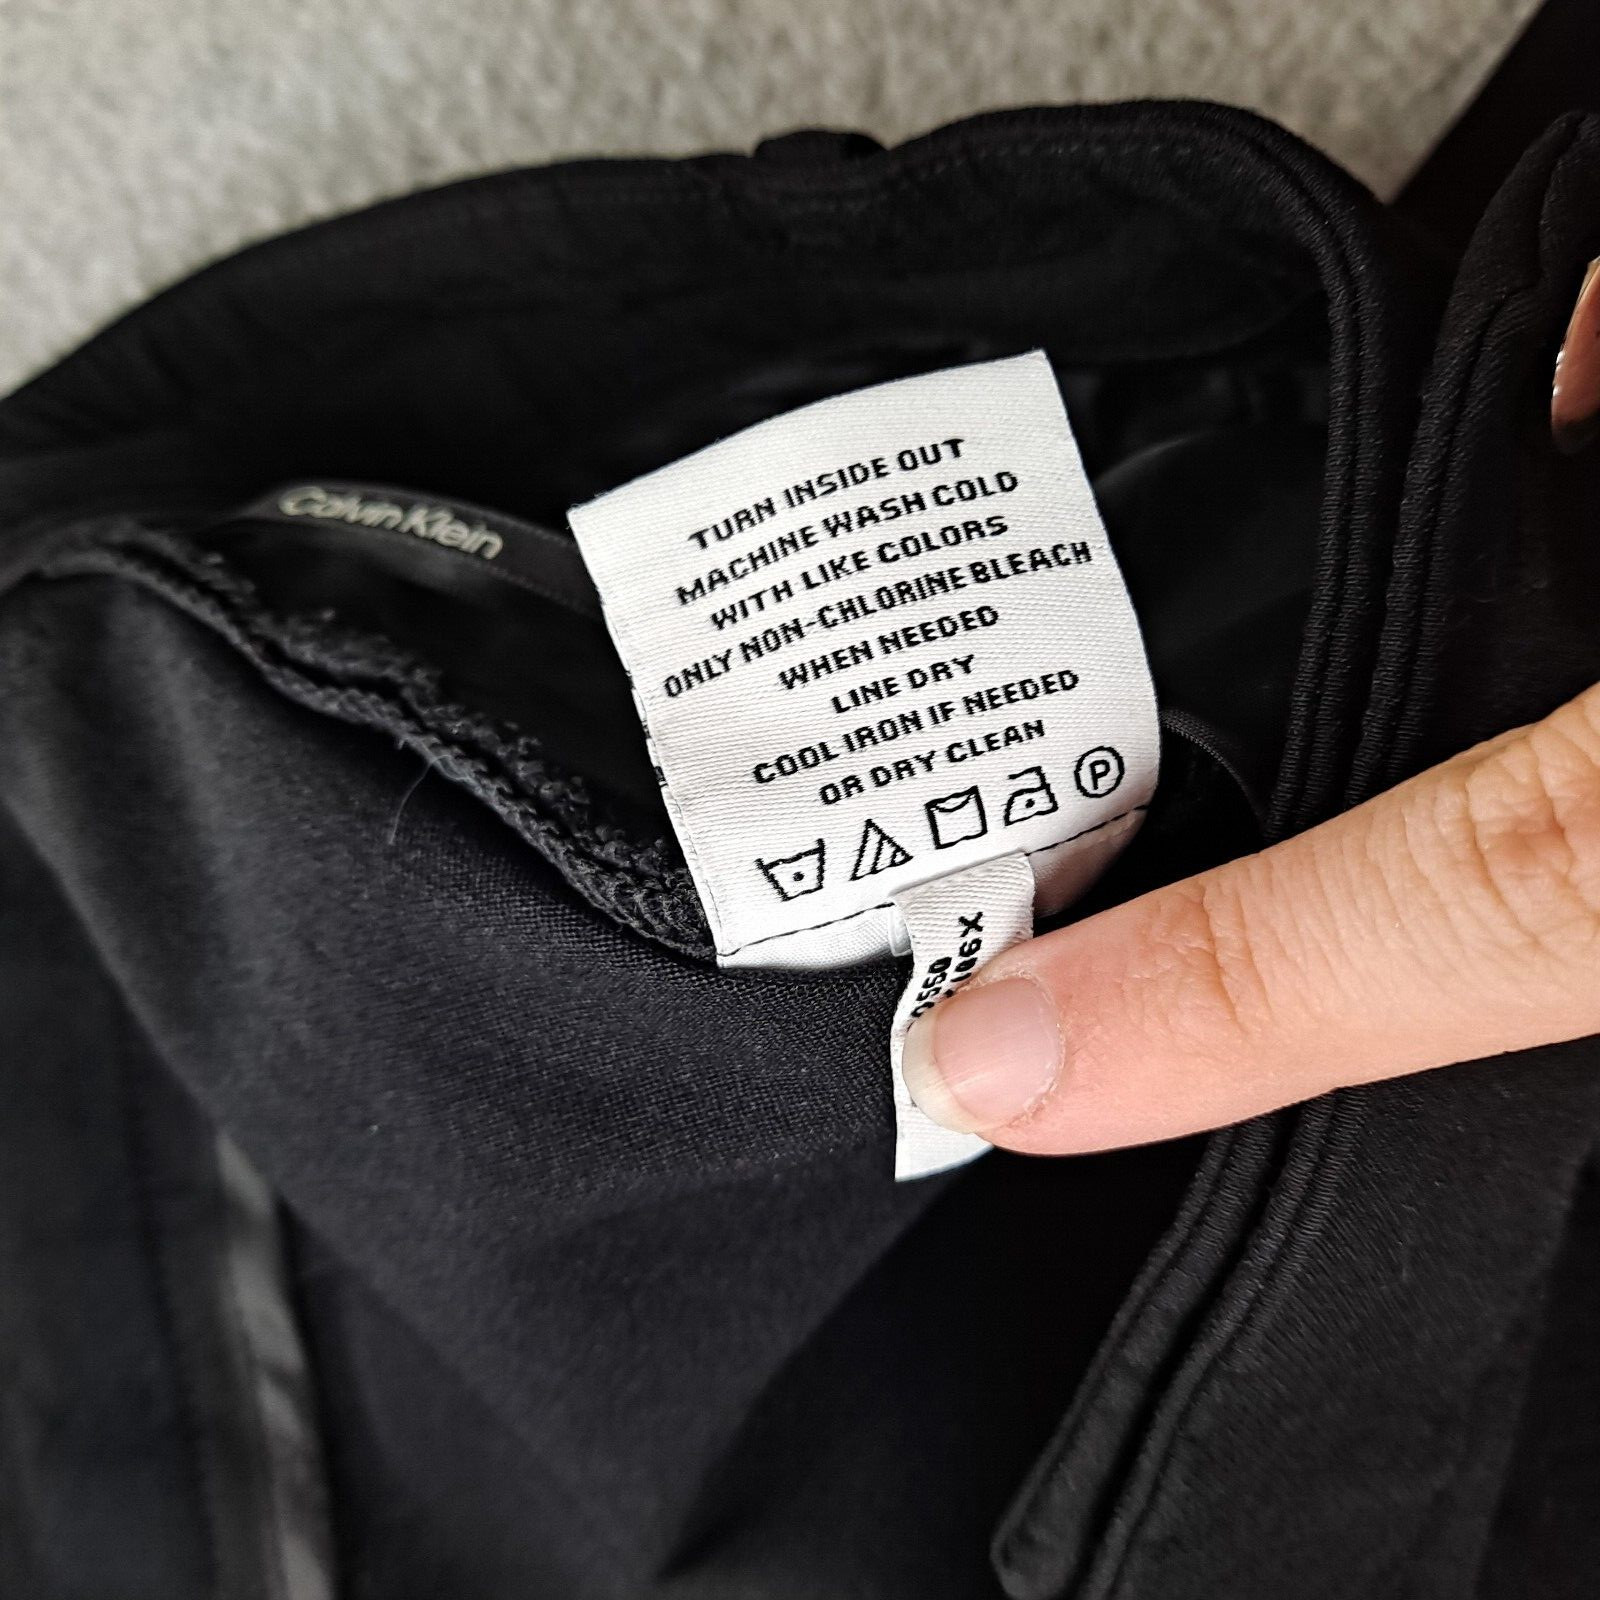 Calvin Klein
TURN INSIDE OUT
MACHINE WASH COLD
WITH LIKE COLORS
ONLY NON-CHLORINE BLEACH
WHEN NEEDED
LINE DRY
COOL IRON IF NEEDED
OR DRY CLEAN
P